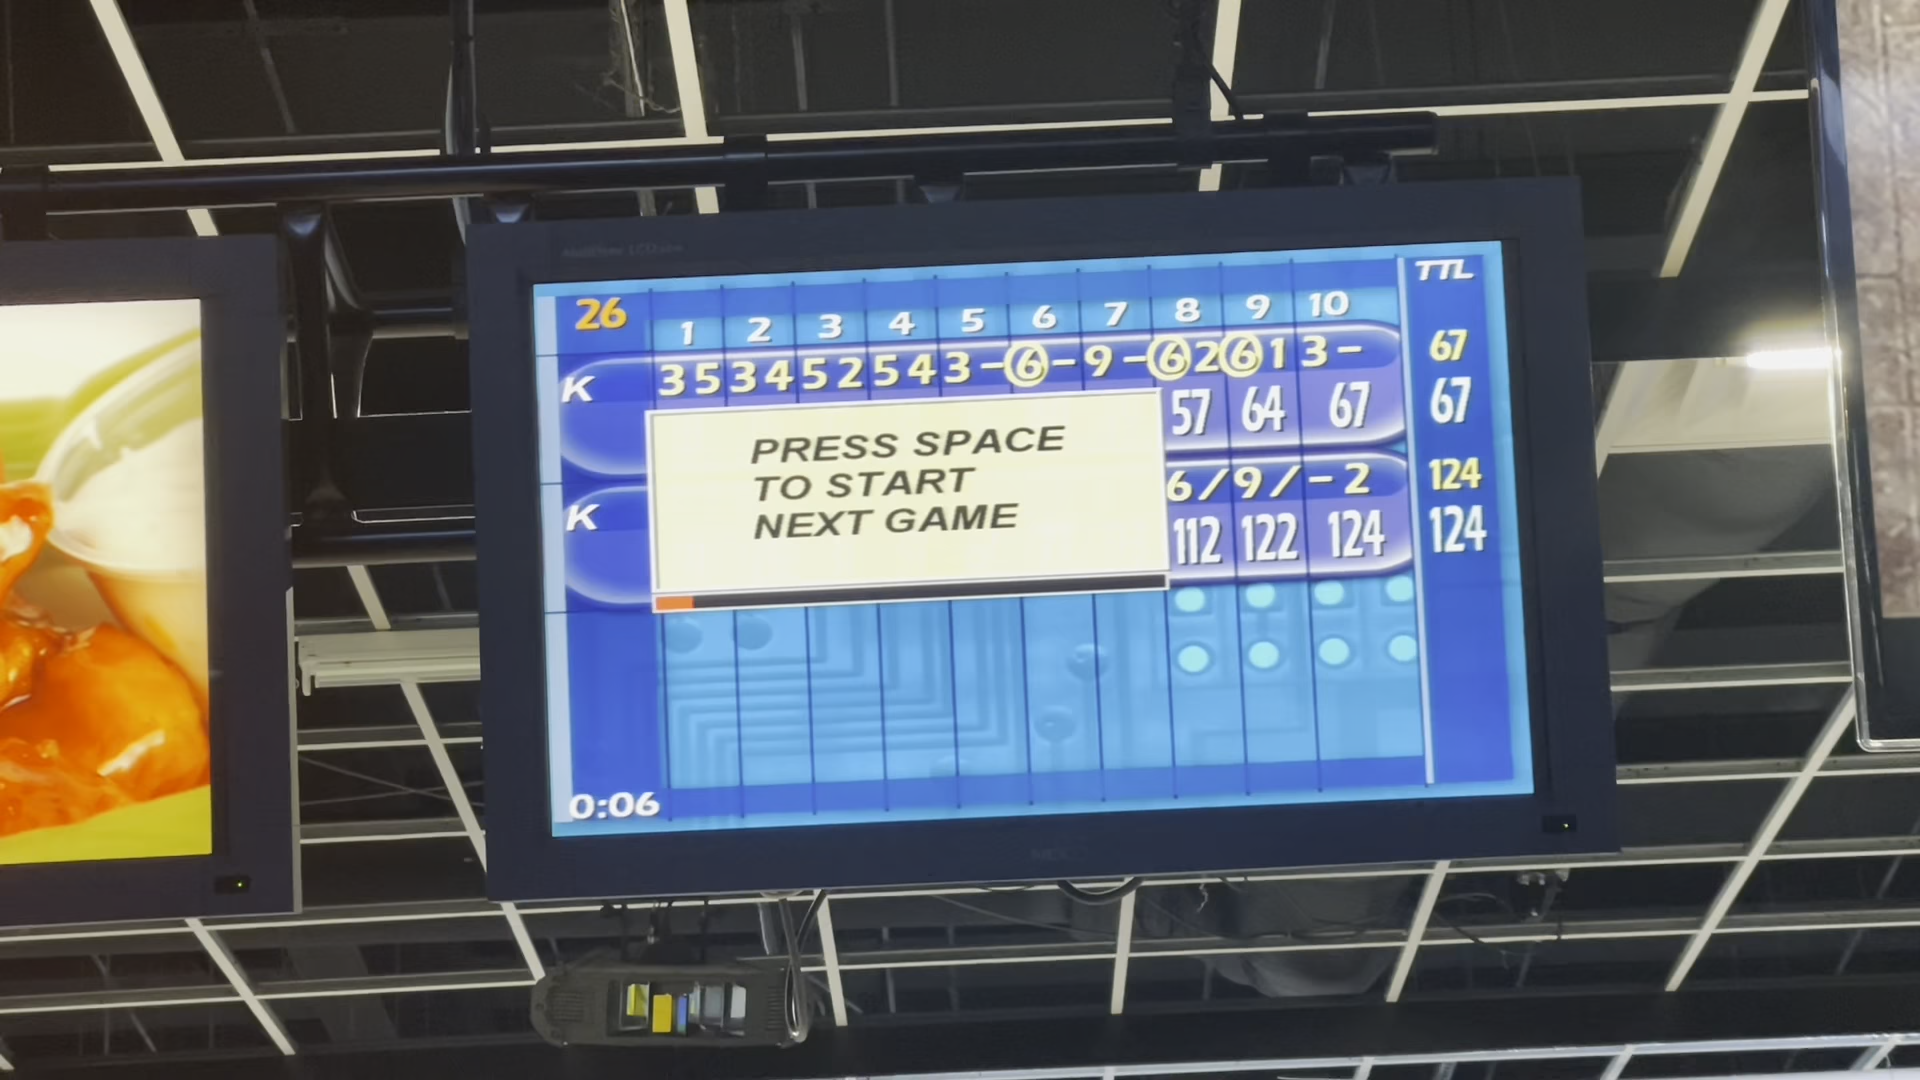 26 1 2 3 4 5 6 7 8 9 10 TTL
K 3 5 3 4 5 2 5 4 3 - 6 - 9 - 6 2 6 1 3 - 67
57 64 67 67
PRESS SPACE
TO START
NEXT GAME
K 6 / 9 / - 2 124
112 122 124 124
0:06